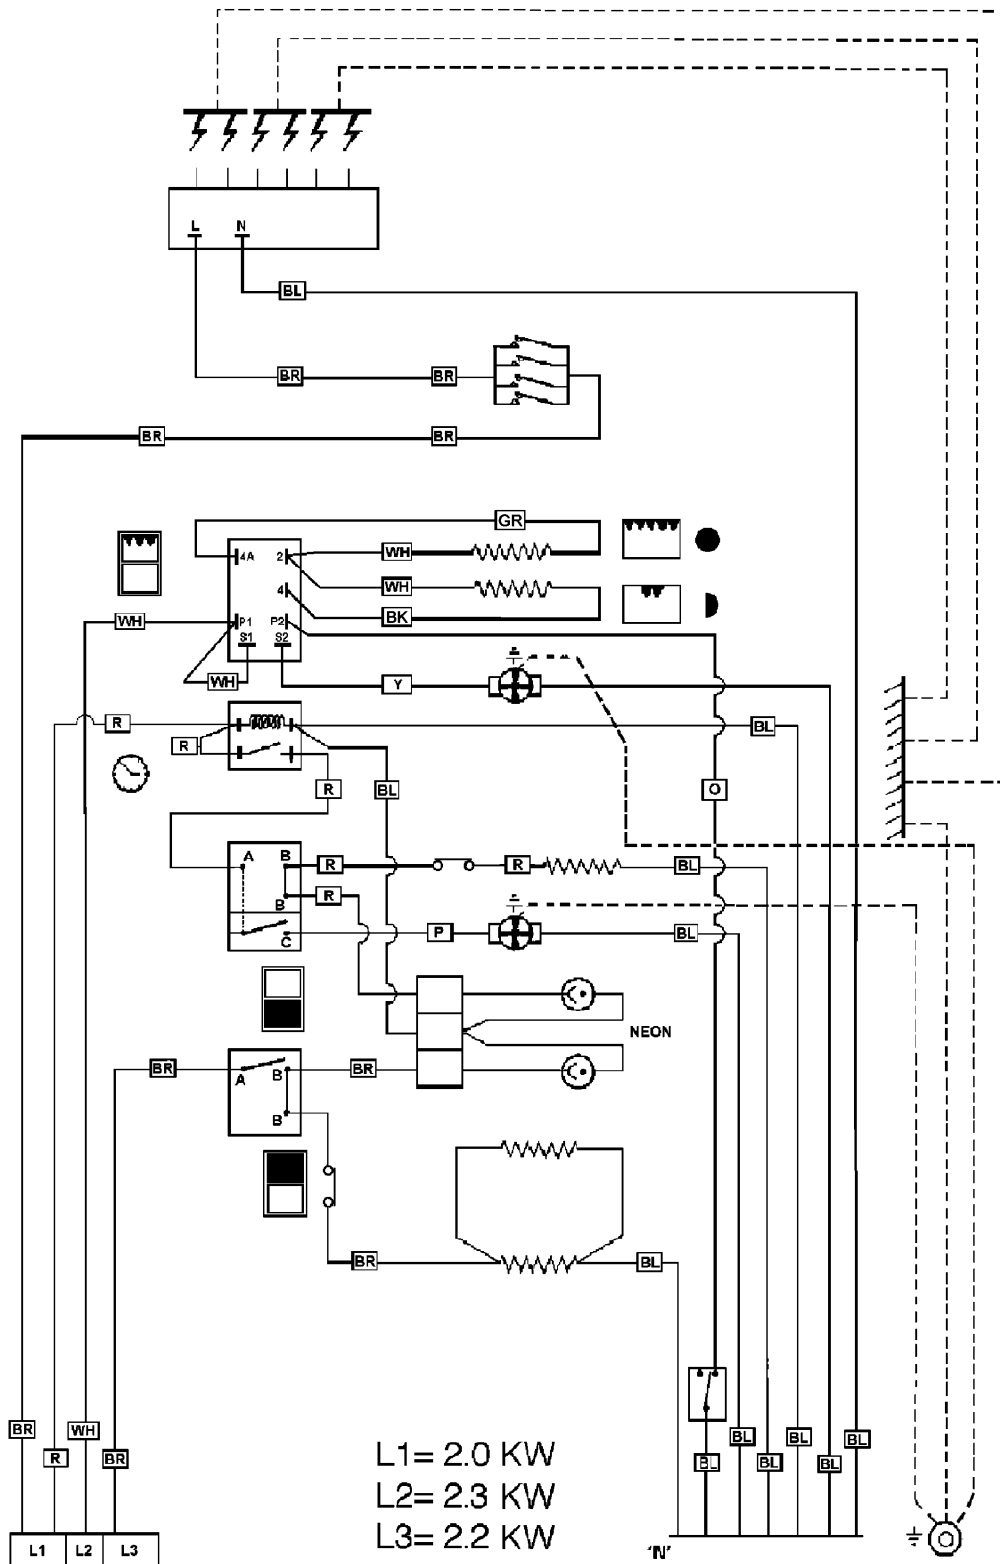 L N
BL
BR BR
BR BR
GR
4A 2 WH
4 WH
BK
WH P1 P2
S1 S2
WH Y
R BL
R
R BL O
A B R R BL
B R
C P BL
NEON
BR A B BR
B
BR BL
BR WH BL BL BL
R BR BL BL BL
L1= 2.0 KW
L2= 2.3 KW
L3= 2.2 KW
L1 L2 L3 'N'